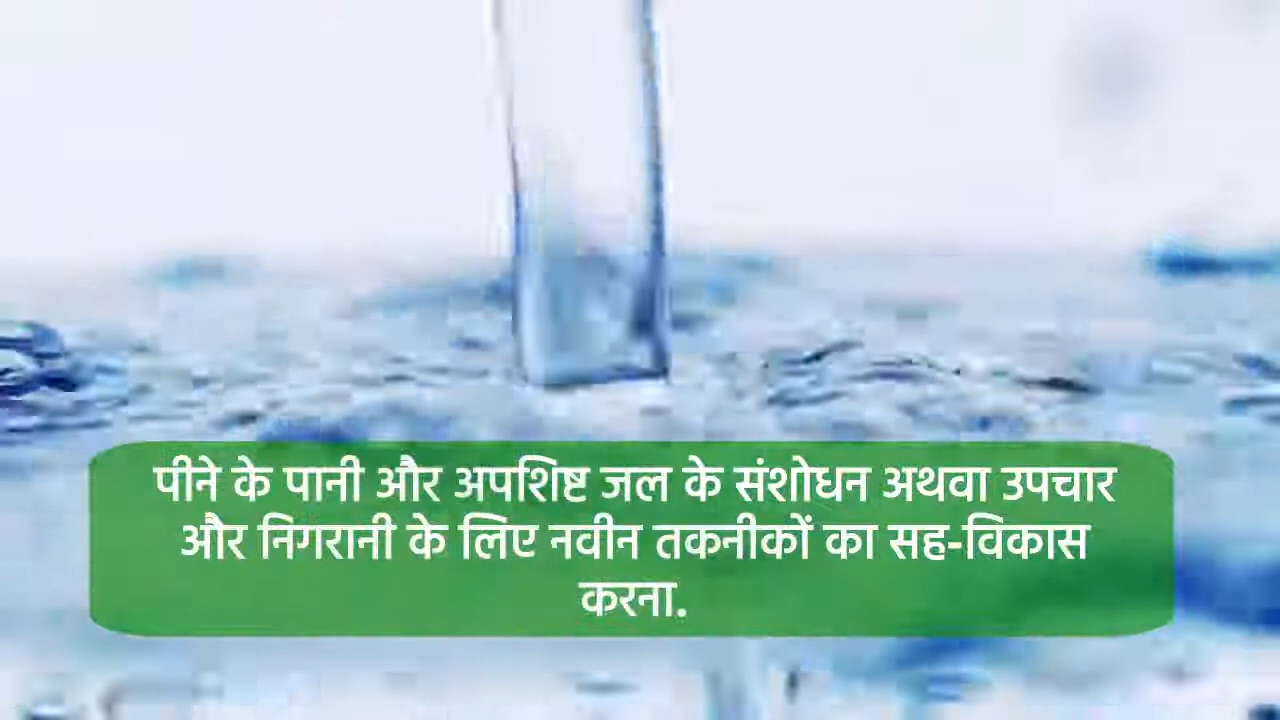 पीने के पानी और अपशिष्ट जल के संशोधन अथवा उपचार
और निगरानी के लिए नवीन तकनीकों का सह-विकास
करना.